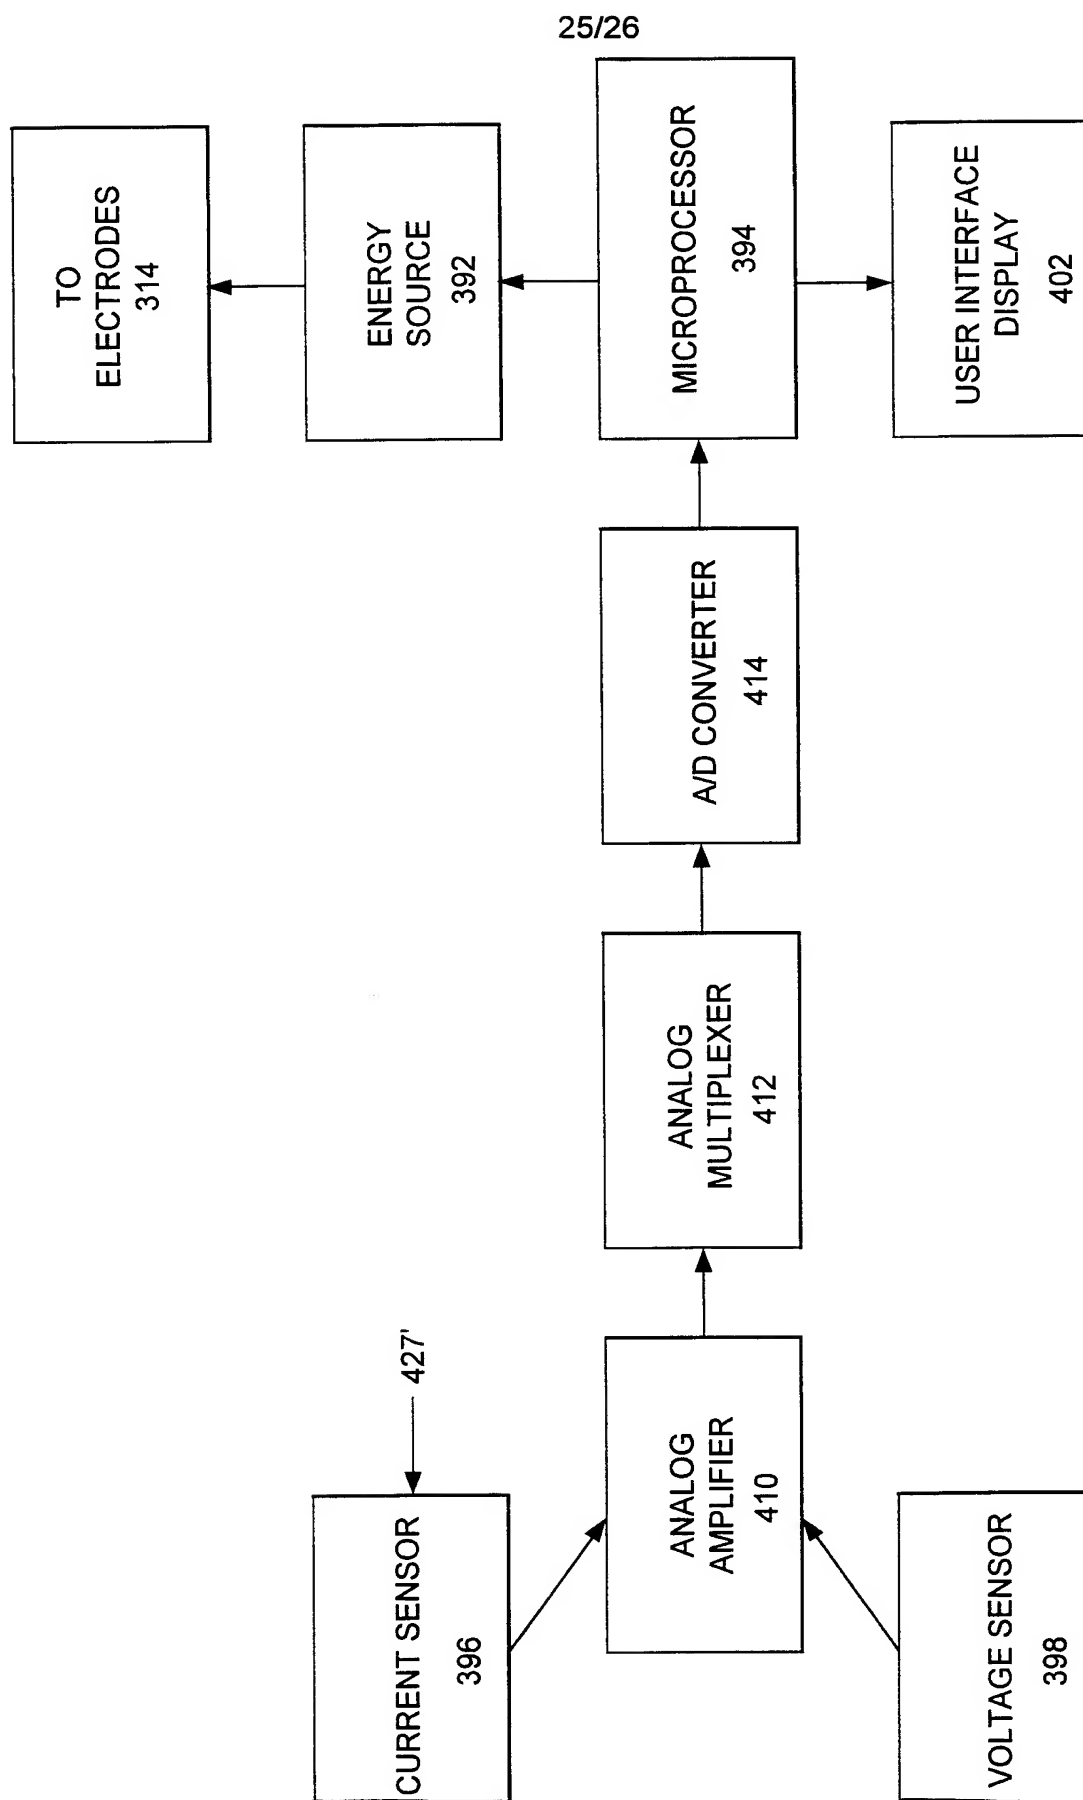 25/26
TO
ELECTRODES
314
ENERGY
SOURCE
392
MICROPROCESSOR
394
USER INTERFACE
DISPLAY
402
A/D CONVERTER
414
ANALOG
MULTIPLEXER
412
ANALOG
AMPLIFIER
410
427'
CURRENT SENSOR
396
VOLTAGE SENSOR
398